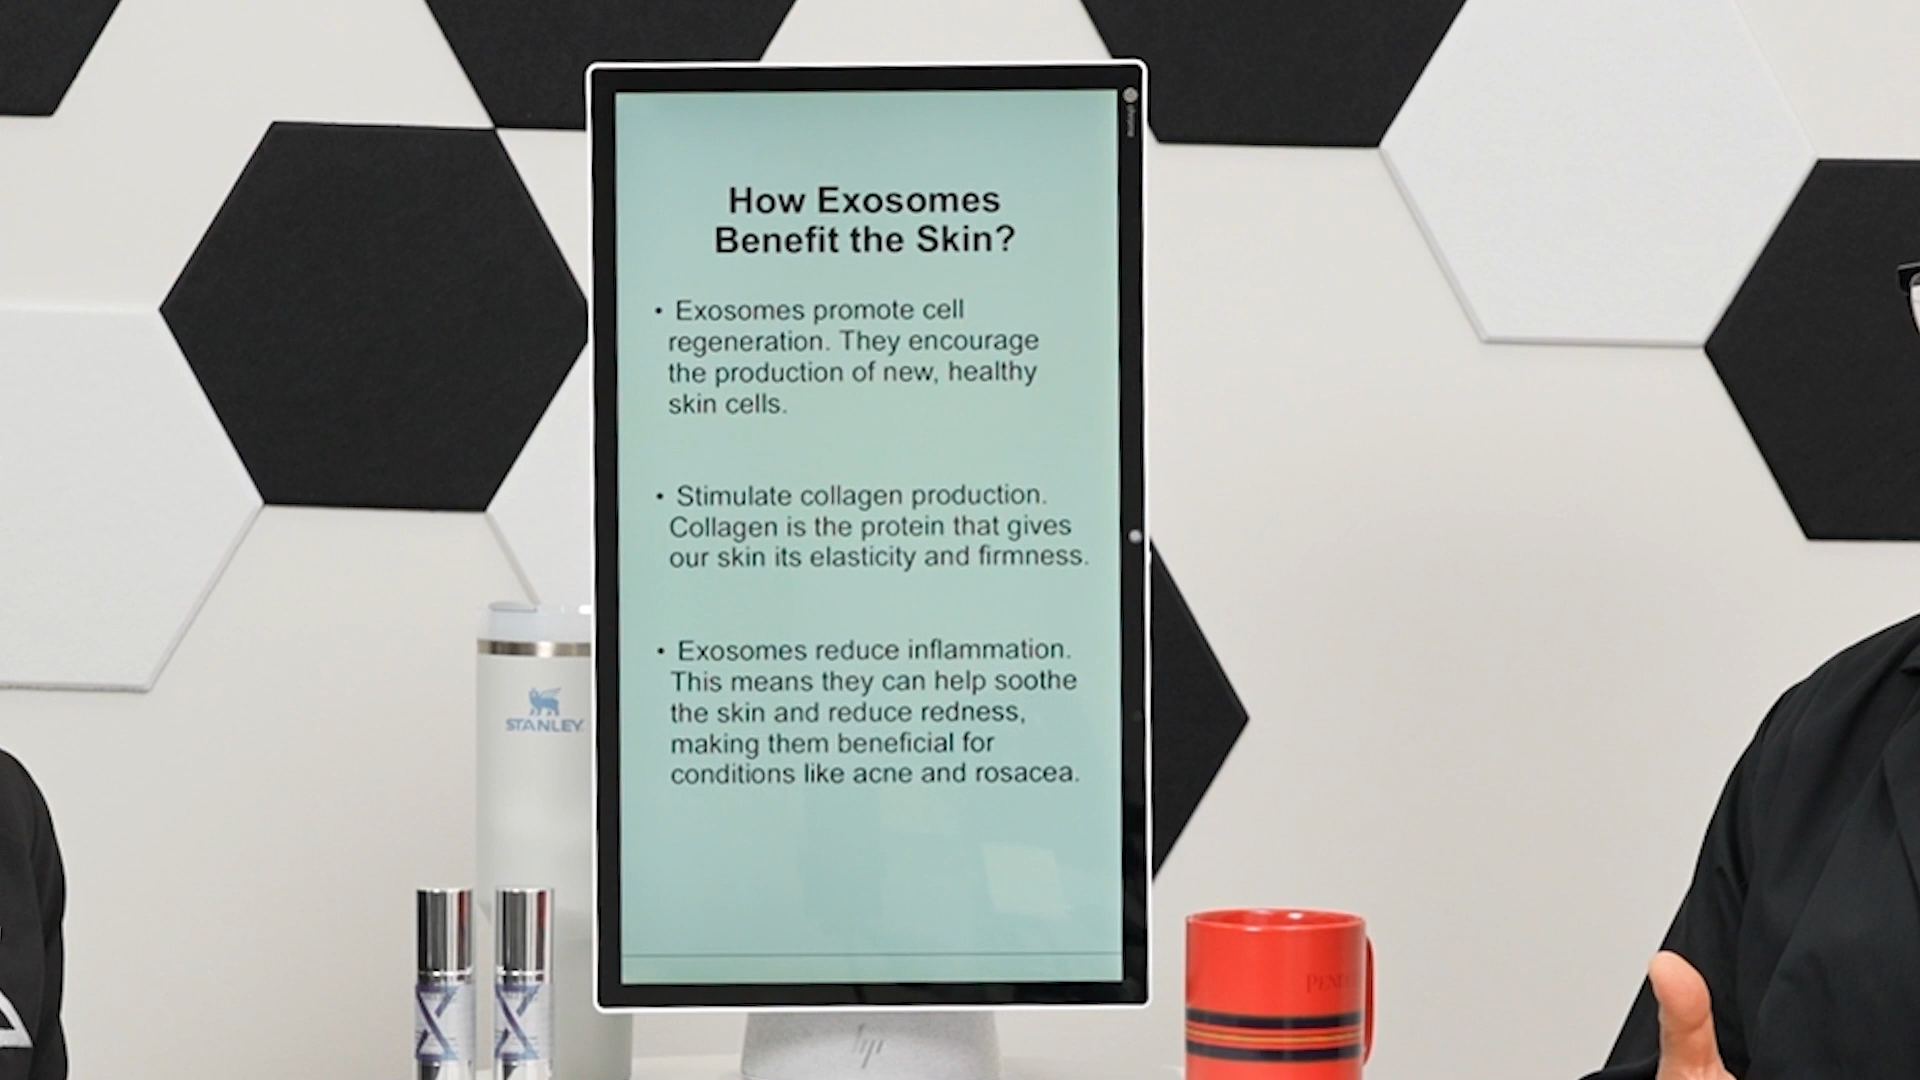 How Exosomes
Benefit the Skin?
• Exosomes promote cell
regeneration. They encourage
the production of new, healthy
skin cells.
• Stimulate collagen production.
Collagen is the protein that gives
our skin its elasticity and firmness.
• Exosomes reduce inflammation.
This means they can help soothe
the skin and reduce redness,
making them beneficial for
conditions like acne and rosacea.
STANLEY
hp